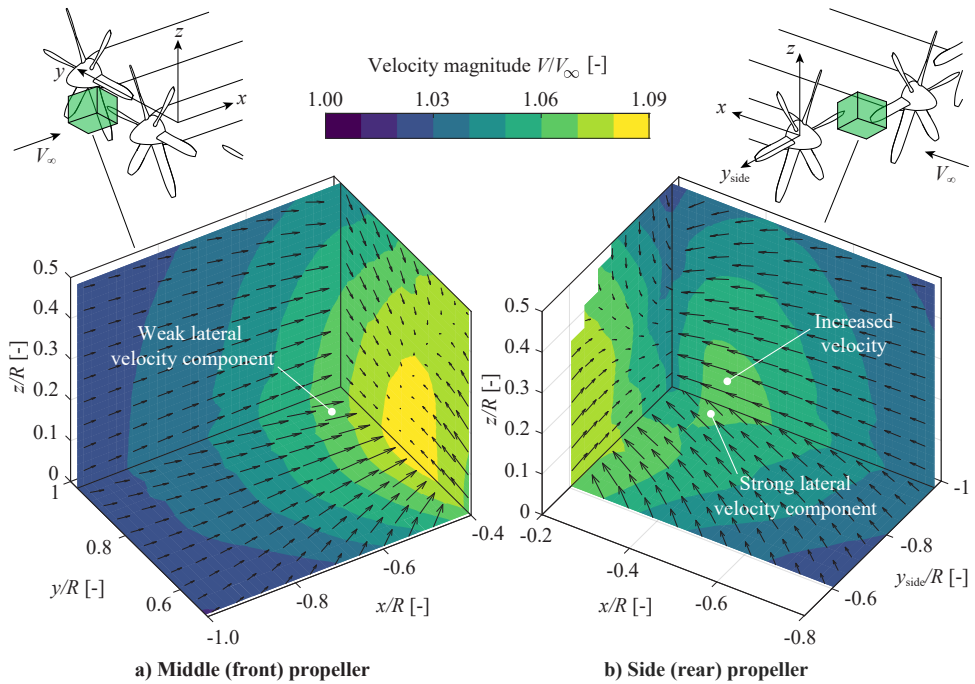 Velocity magnitude V/V∞ [-]
1.00 1.03 1.06 1.09
z
y
x
V∞
z
x
y_side
V∞
0.5
0.4
0.3
0.2
0.1
0
z/R [-]
1
0.8
0.6
y/R [-]
-1.0
-0.8
-0.6
-0.4
x/R [-]
Weak lateral
velocity component
0.5
0.4
0.3
0.2
0.1
0
z/R [-]
-0.2
-0.4
-0.6
-0.8
x/R [-]
-1
-0.8
-0.6
y_side/R [-]
Increased
velocity
Strong lateral
velocity component
a) Middle (front) propeller
b) Side (rear) propeller